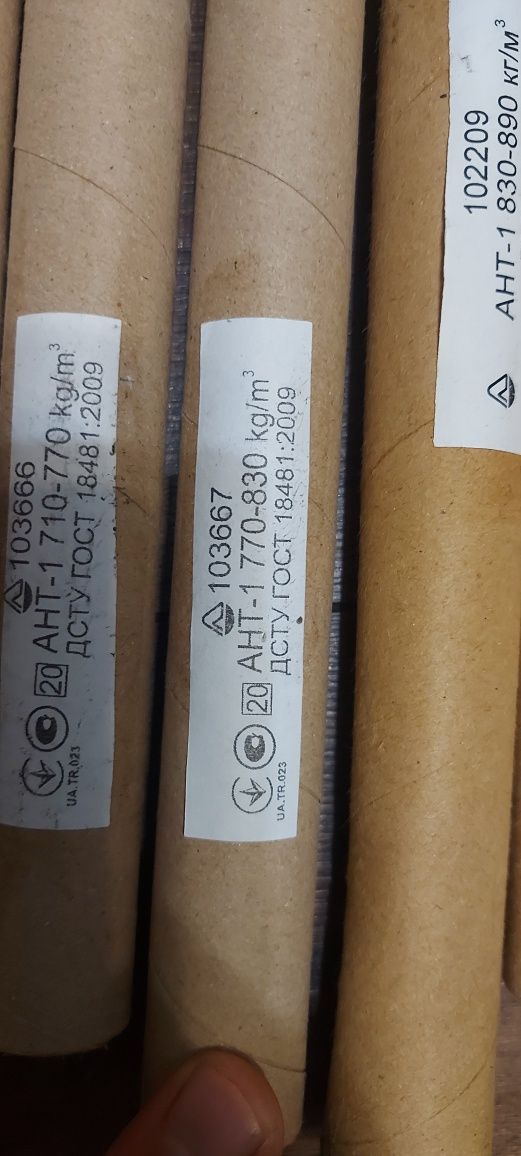 103666
20 АНТ-1 710-770 kg/m³
ДСТУ ГОСТ 18481:2009
UA.TR.023
103667
20 АНТ-1 770-830 kg/m³
ДСТУ ГОСТ 18481:2009
UA.TR.023
102209
АНТ-1 830-890 кг/м³